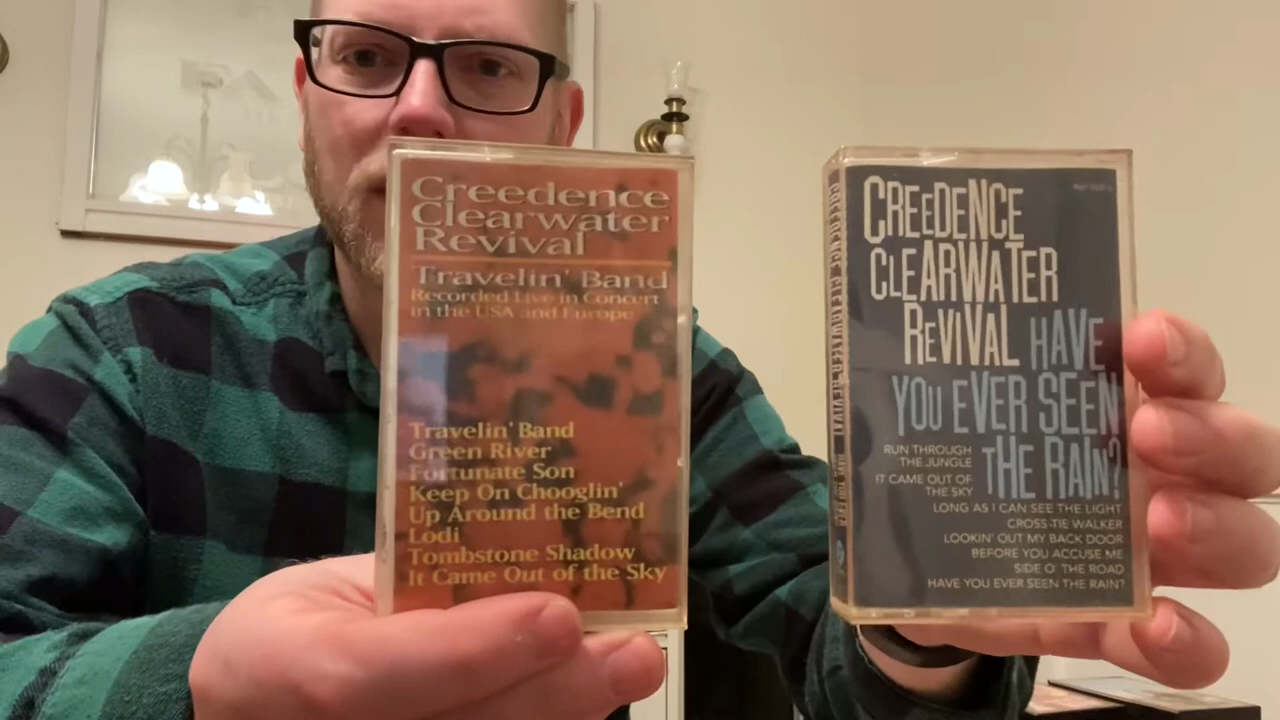 Creedence
Clearwater
Revival
Travelin' Band
Recorded Live in Concert
in the USA and Europe
Travelin' Band
Green River
Fortunate Son
Keep On Chooglin'
Up Around the Bend
Lodi
Tombstone Shadow
It Came Out of the Sky
CREEDENCE CLEARWATER REVIVAL
CREEDENCE
CLEARWATER
REVIVAL HAVE
YOU EVER SEEN
THE RAIN?
RUN THROUGH
THE JUNGLE
IT CAME OUT OF
THE SKY
LONG AS I CAN SEE THE LIGHT
CROSS-TIE WALKER
LOOKIN' OUT MY BACK DOOR
BEFORE YOU ACCUSE ME
SIDE O' THE ROAD
HAVE YOU EVER SEEN THE RAIN?